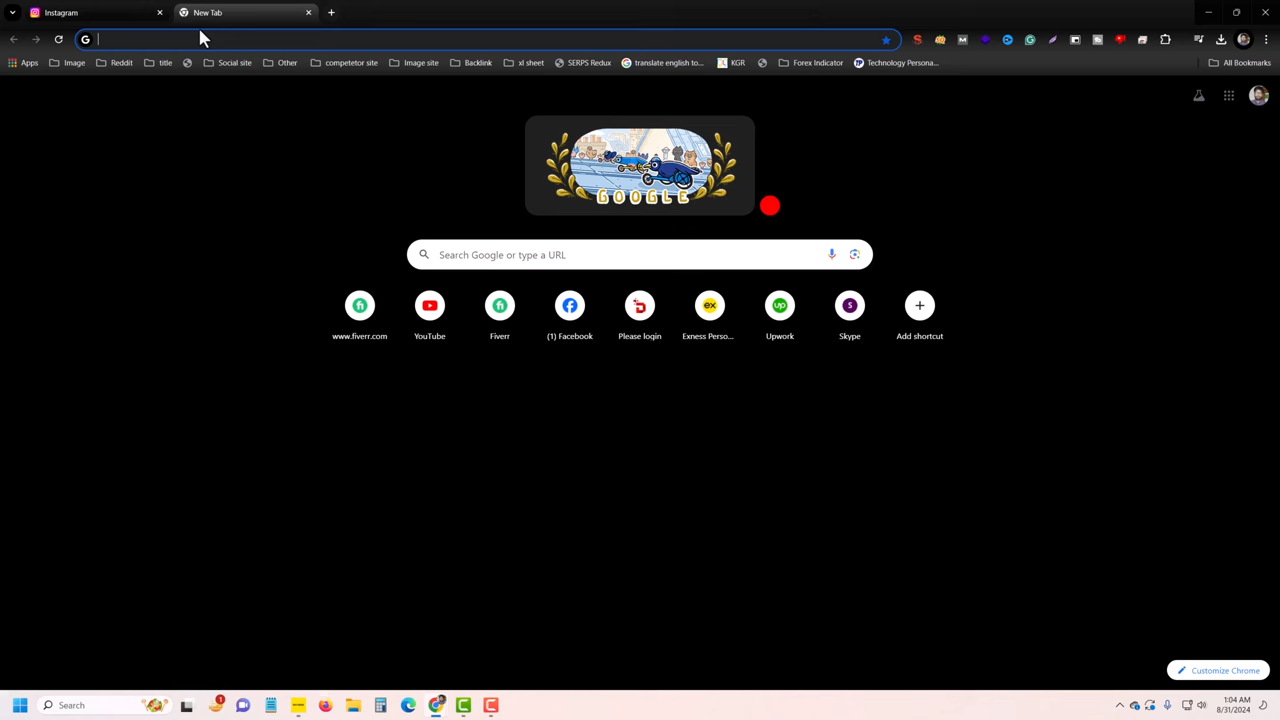 Instagram
New Tab
Apps
Image
Reddit
title
Social site
Other
competetor site
Image site
Backlink
xl sheet
SERPS Redux
translate english to...
KGR
Forex Indicator
Technology Persona...
All Bookmarks
GOOGLE
Search Google or type a URL
www.fiverr.com
YouTube
Fiverr
(1) Facebook
Please login
Exness Perso...
Upwork
Skype
Add shortcut
Customize Chrome
Search
1
1:04 AM
8/31/2024